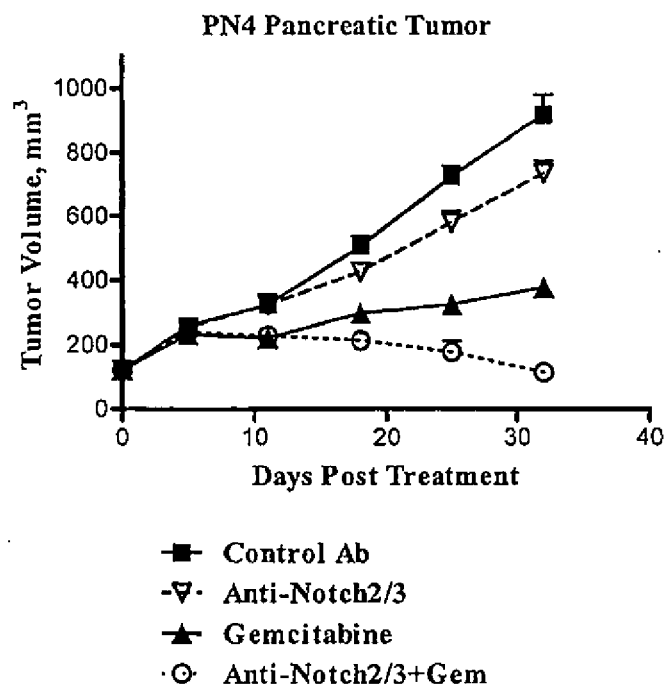 PN4 Pancreatic Tumor
1000
800
600
400
200
0
Tumor Volume, mm³
0 10 20 30 40
Days Post Treatment
Control Ab
Anti-Notch2/3
Gemcitabine
Anti-Notch2/3+Gem